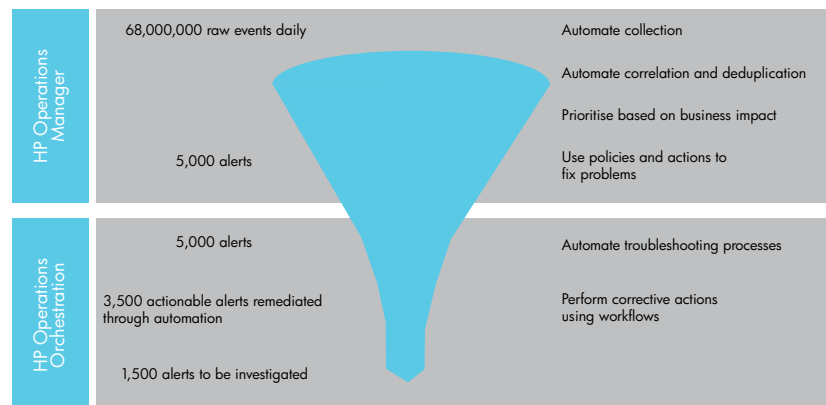 HP Operations
Manager
68,000,000 raw events daily
5,000 alerts
Automate collection
Automate correlation and deduplication
Prioritise based on business impact
Use policies and actions to
fix problems
HP Operations
Orchestration
5,000 alerts
3,500 actionable alerts remediated
through automation
1,500 alerts to be investigated
Automate troubleshooting processes
Perform corrective actions
using workflows